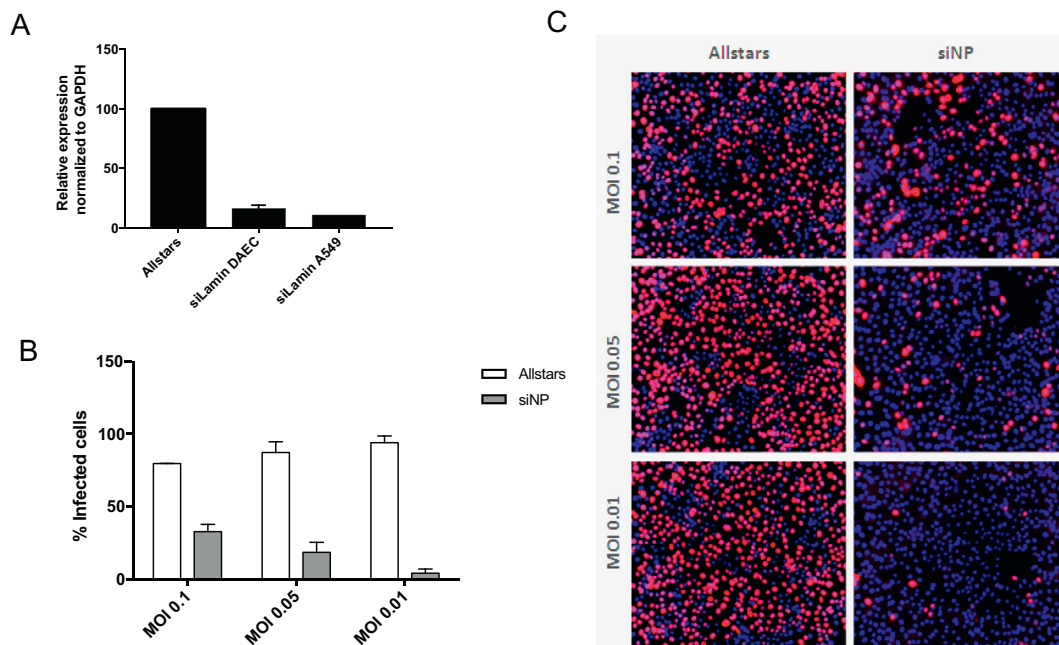 A
Relative expression
normalized to GAPDH
150
100
50
0
Allstars
siLamin DAEC
siLamin A549
B
% Infected cells
150
100
50
0
MOI 0.1
MOI 0.05
MOI 0.01
Allstars
siNP
C
Allstars
siNP
MOI 0.1
MOI 0.05
MOI 0.01